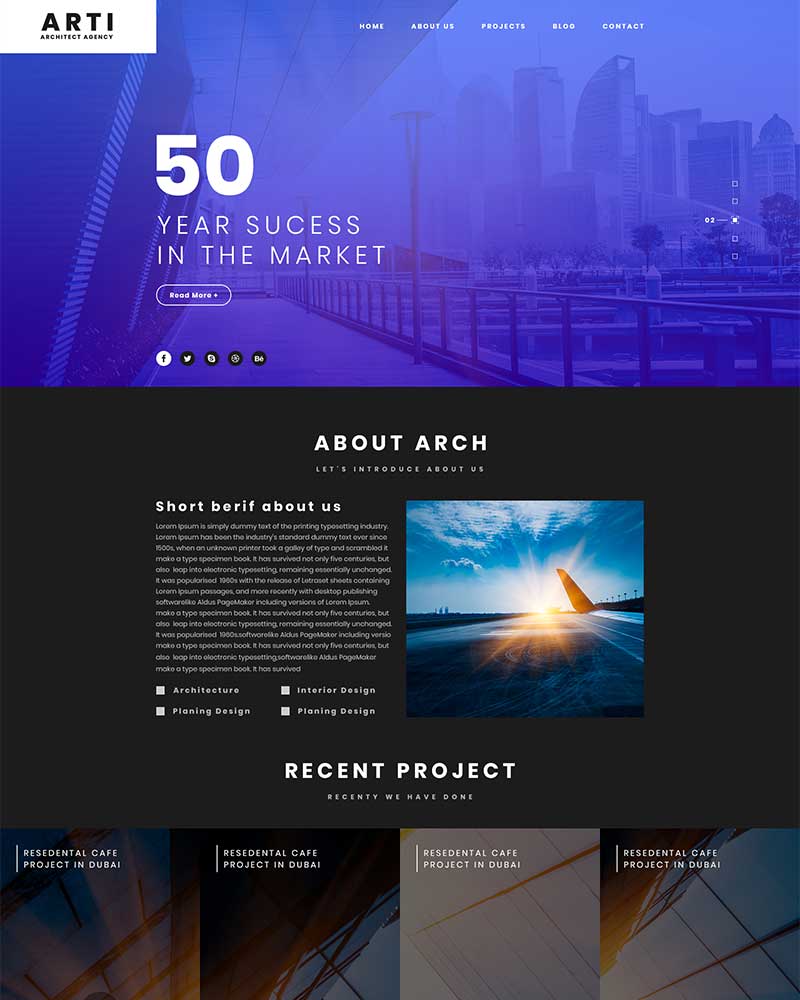 ARTI
ARCHITECT AGENCY
HOME ABOUT US PROJECTS BLOG CONTACT
50
YEAR SUCESS
IN THE MARKET
02
Read More +
Bē
ABOUT ARCH
LET'S INTRODUCE ABOUT US
Short berif about us
Lorem Ipsum is simply dummy text of the printing typesetting industry.
Lorem Ipsum has been the industry's standard dummy text ever since
1500s, when an unknown printer took a galley of type and scrambled it
make a type specimen book. It has survived not only five centuries, but
also leap into electronic typesetting, remaining essentially unchanged.
It was popularised 1960s with the release of Letraset sheets containing
Lorem Ipsum passages, and more recently with desktop publishing
softwarelike Aldus PageMaker including versions of Lorem Ipsum.
make a type specimen book. It has survived not only five centuries, but
also leap into electronic typesetting, remaining essentially unchanged.
It was popularised 1960s.softwarelike Aldus PageMaker including versio
make a type specimen book. It has survived not only five centuries, but
also leap into electronic typesetting,softwarelike Aldus PageMaker
make a type specimen book. It has survived
Architecture Interior Design
Planing Design Planing Design
RECENT PROJECT
RECENTY WE HAVE DONE
RESEDENTAL CAFE
PROJECT IN DUBAI
RESEDENTAL CAFE
PROJECT IN DUBAI
RESEDENTAL CAFE
PROJECT IN DUBAI
RESEDENTAL CAFE
PROJECT IN DUBAI